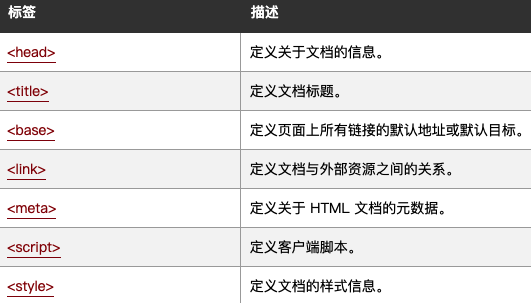 标签 描述
<head> 定义关于文档的信息。
<title> 定义文档标题。
<base> 定义页面上所有链接的默认地址或默认目标。
<link> 定义文档与外部资源之间的关系。
<meta> 定义关于 HTML 文档的元数据。
<script> 定义客户端脚本。
<style> 定义文档的样式信息。